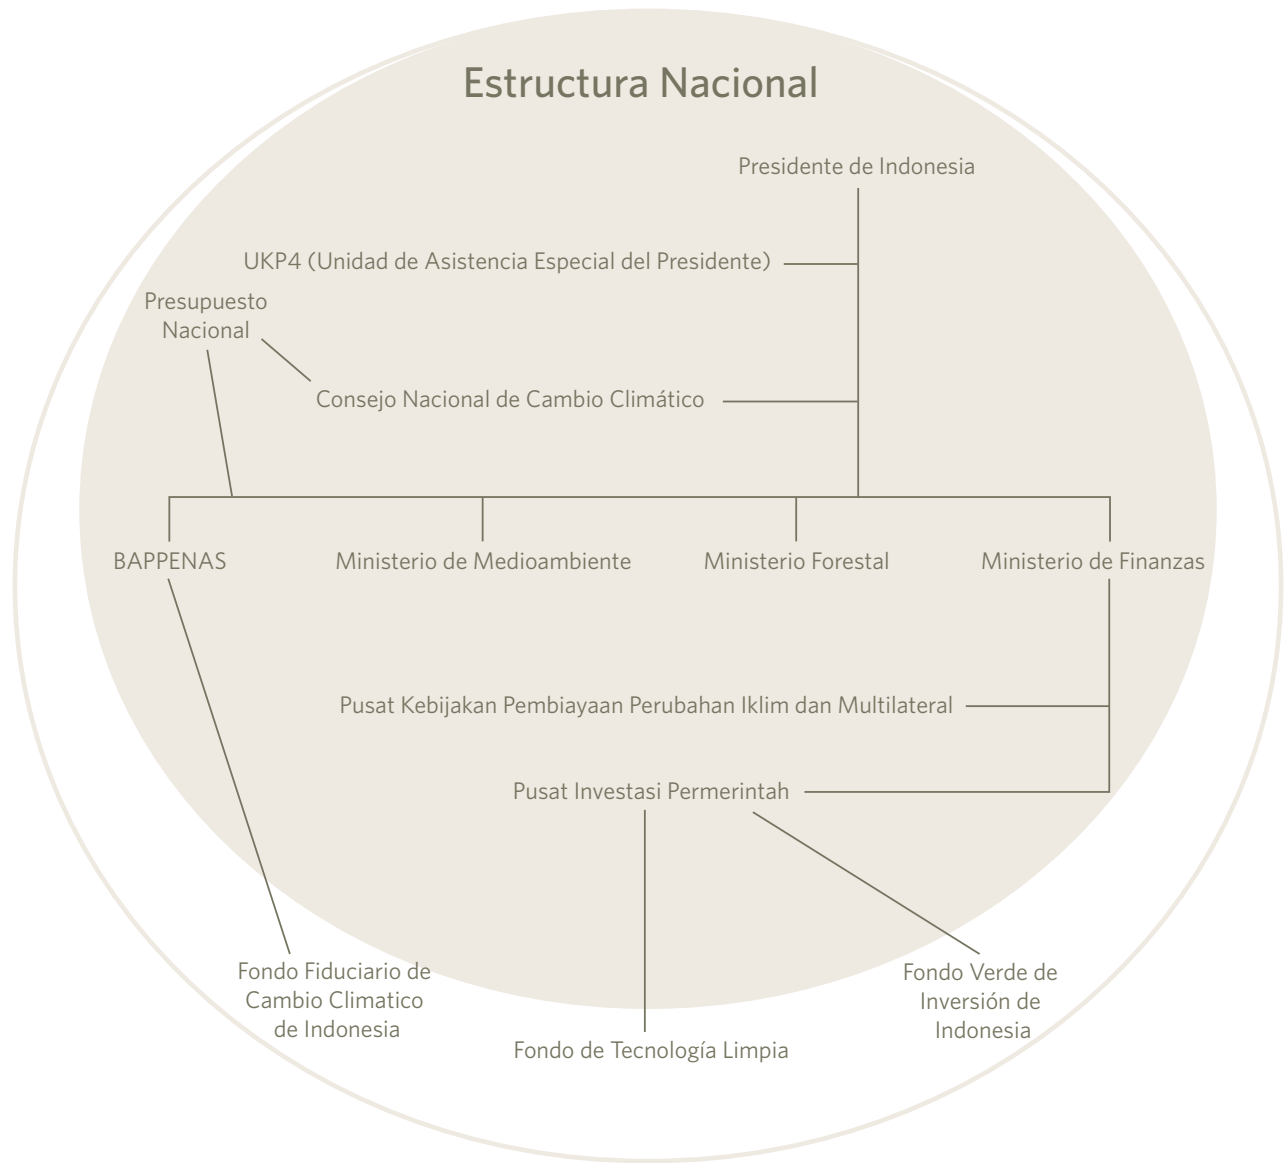 Estructura Nacional
Presidente de Indonesia
UKP4 (Unidad de Asistencia Especial del Presidente)
Presupuesto
Nacional
Consejo Nacional de Cambio Climático
BAPPENAS
Ministerio de Medioambiente
Ministerio Forestal
Ministerio de Finanzas
Pusat Kebijakan Pembiayaan Perubahan Iklim dan Multilateral
Pusat Investasi Permerintah
Fondo Fiduciario de
Cambio Climatico
de Indonesia
Fondo de Tecnología Limpia
Fondo Verde de
Inversión de
Indonesia